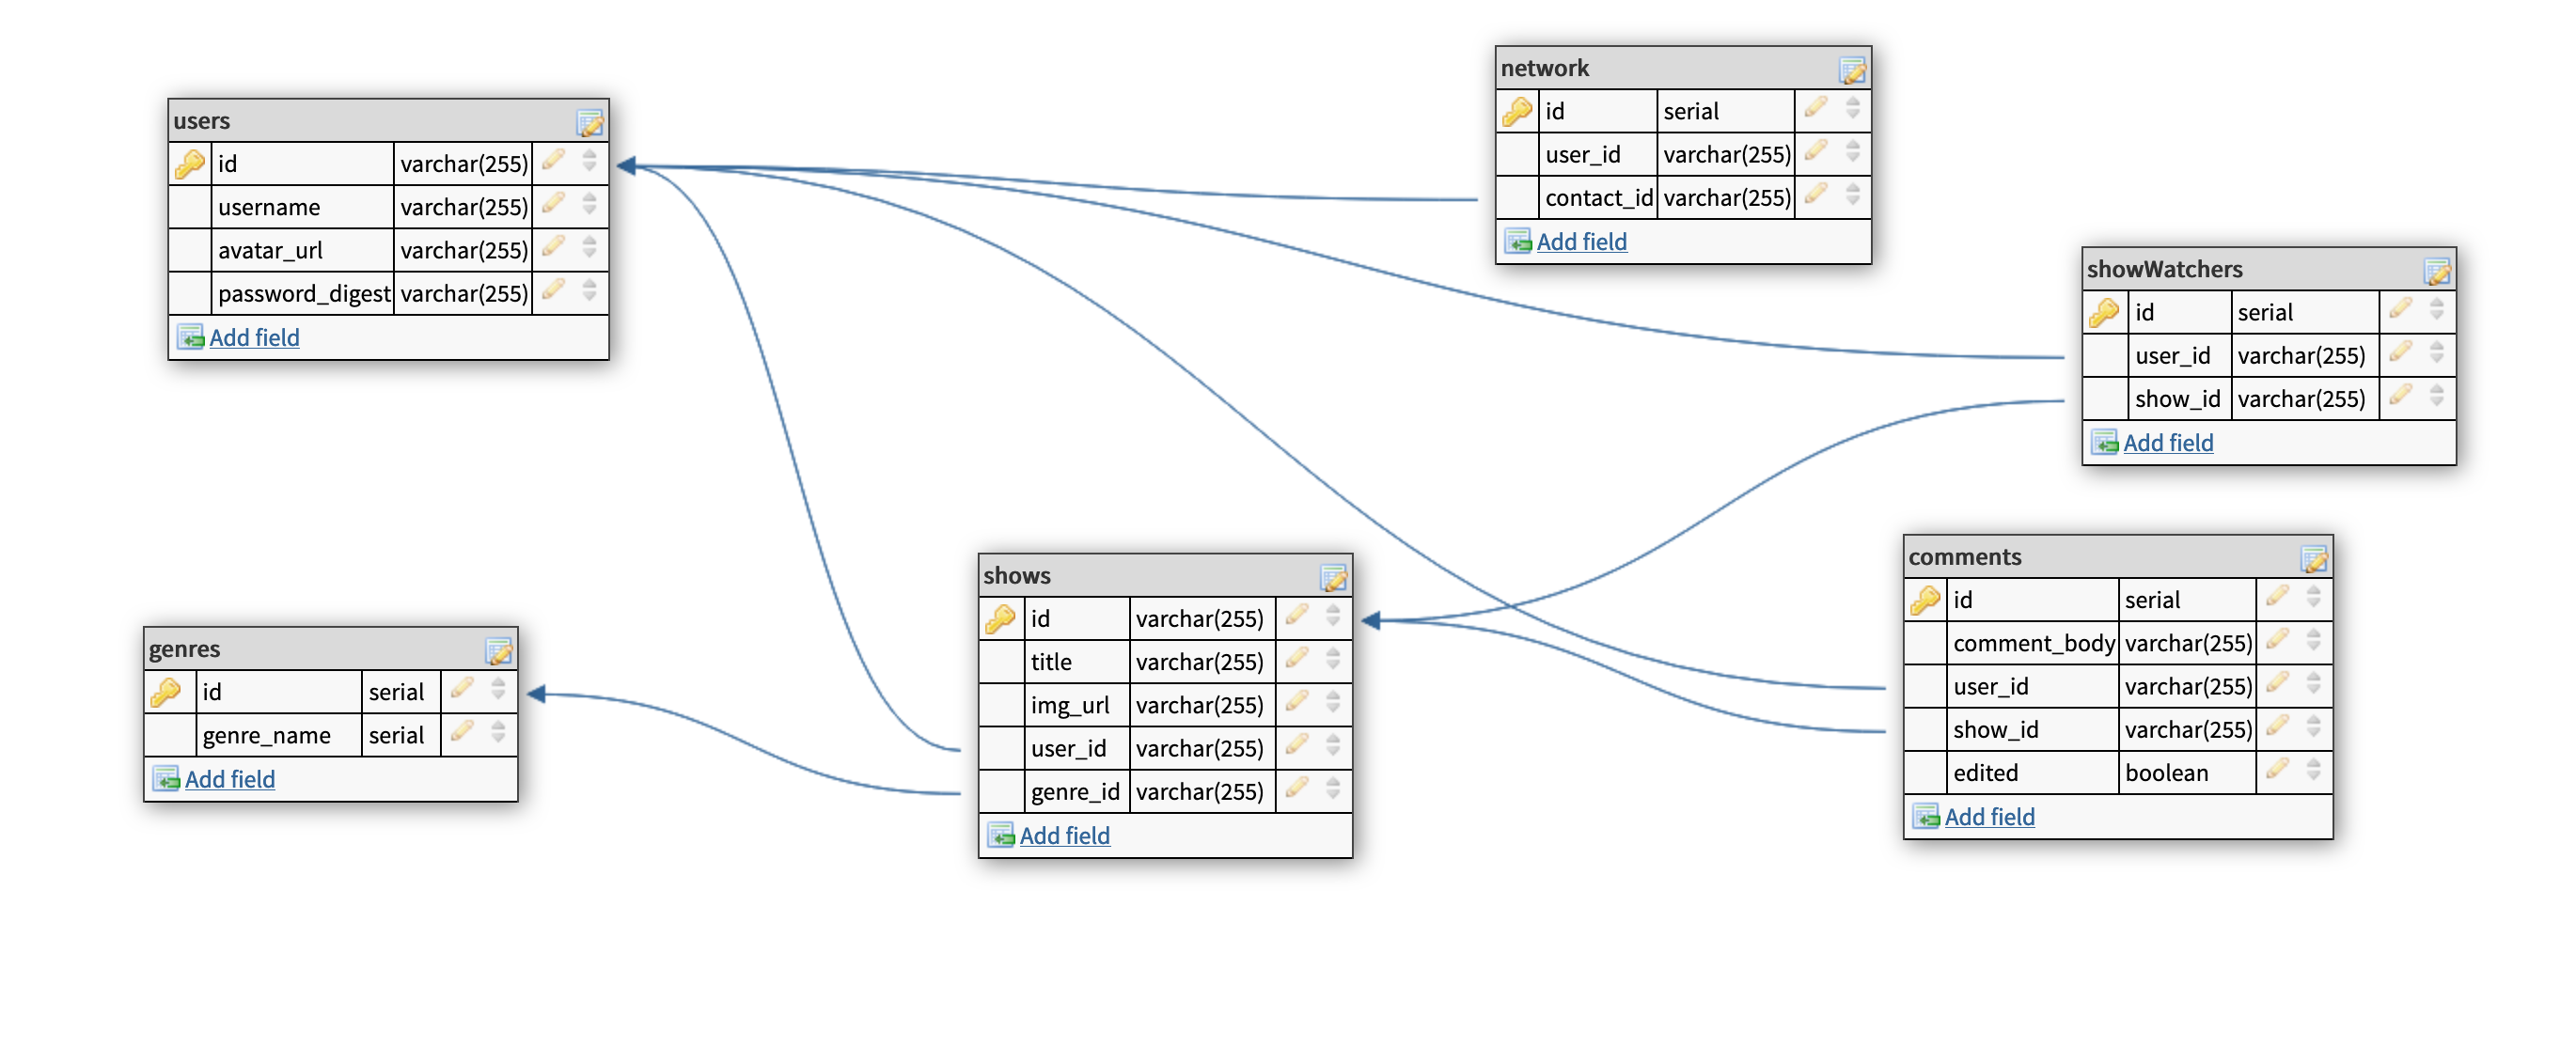 users
id varchar(255)
username varchar(255)
avatar_url varchar(255)
password_digest varchar(255)
Add field
network
id serial
user_id varchar(255)
contact_id varchar(255)
Add field
showWatchers
id serial
user_id varchar(255)
show_id varchar(255)
Add field
genres
id serial
genre_name serial
Add field
shows
id varchar(255)
title varchar(255)
img_url varchar(255)
user_id varchar(255)
genre_id varchar(255)
Add field
comments
id serial
comment_body varchar(255)
user_id varchar(255)
show_id varchar(255)
edited boolean
Add field